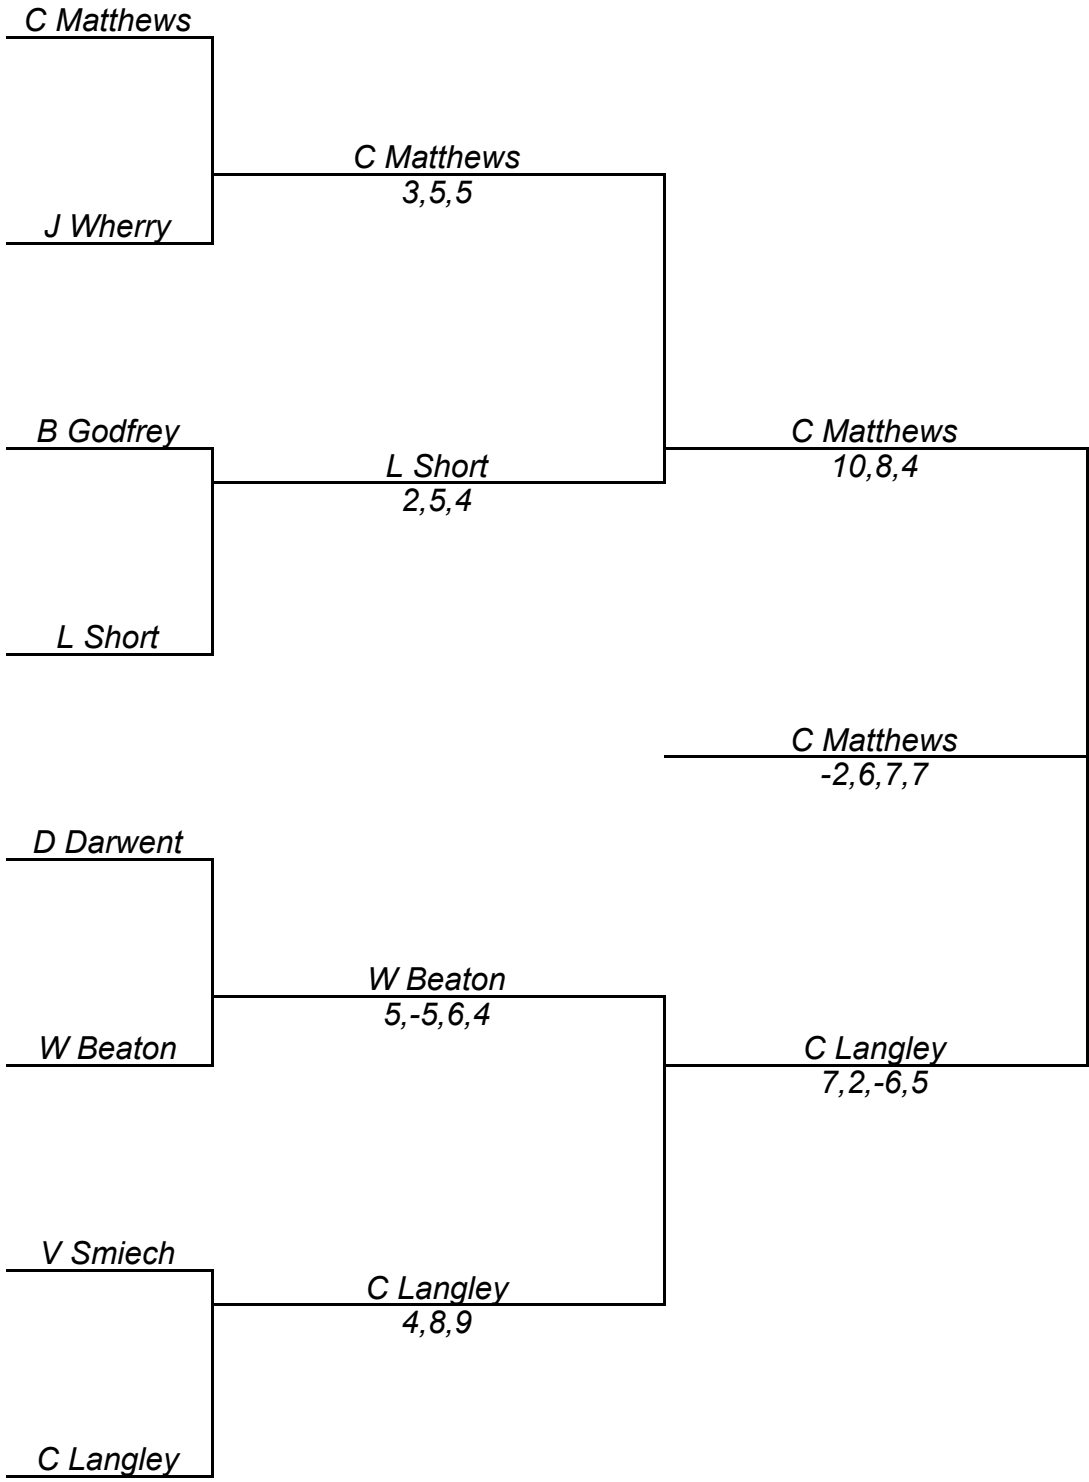 C Matthews
C Matthews
3,5,5
J Wherry
B Godfrey
C Matthews
L Short
10,8,4
2,5,4
L Short
C Matthews
-2,6,7,7
D Darwent
W Beaton
5,-5,6,4
W Beaton
C Langley
7,2,-6,5
V Smiech
C Langley
4,8,9
C Langley